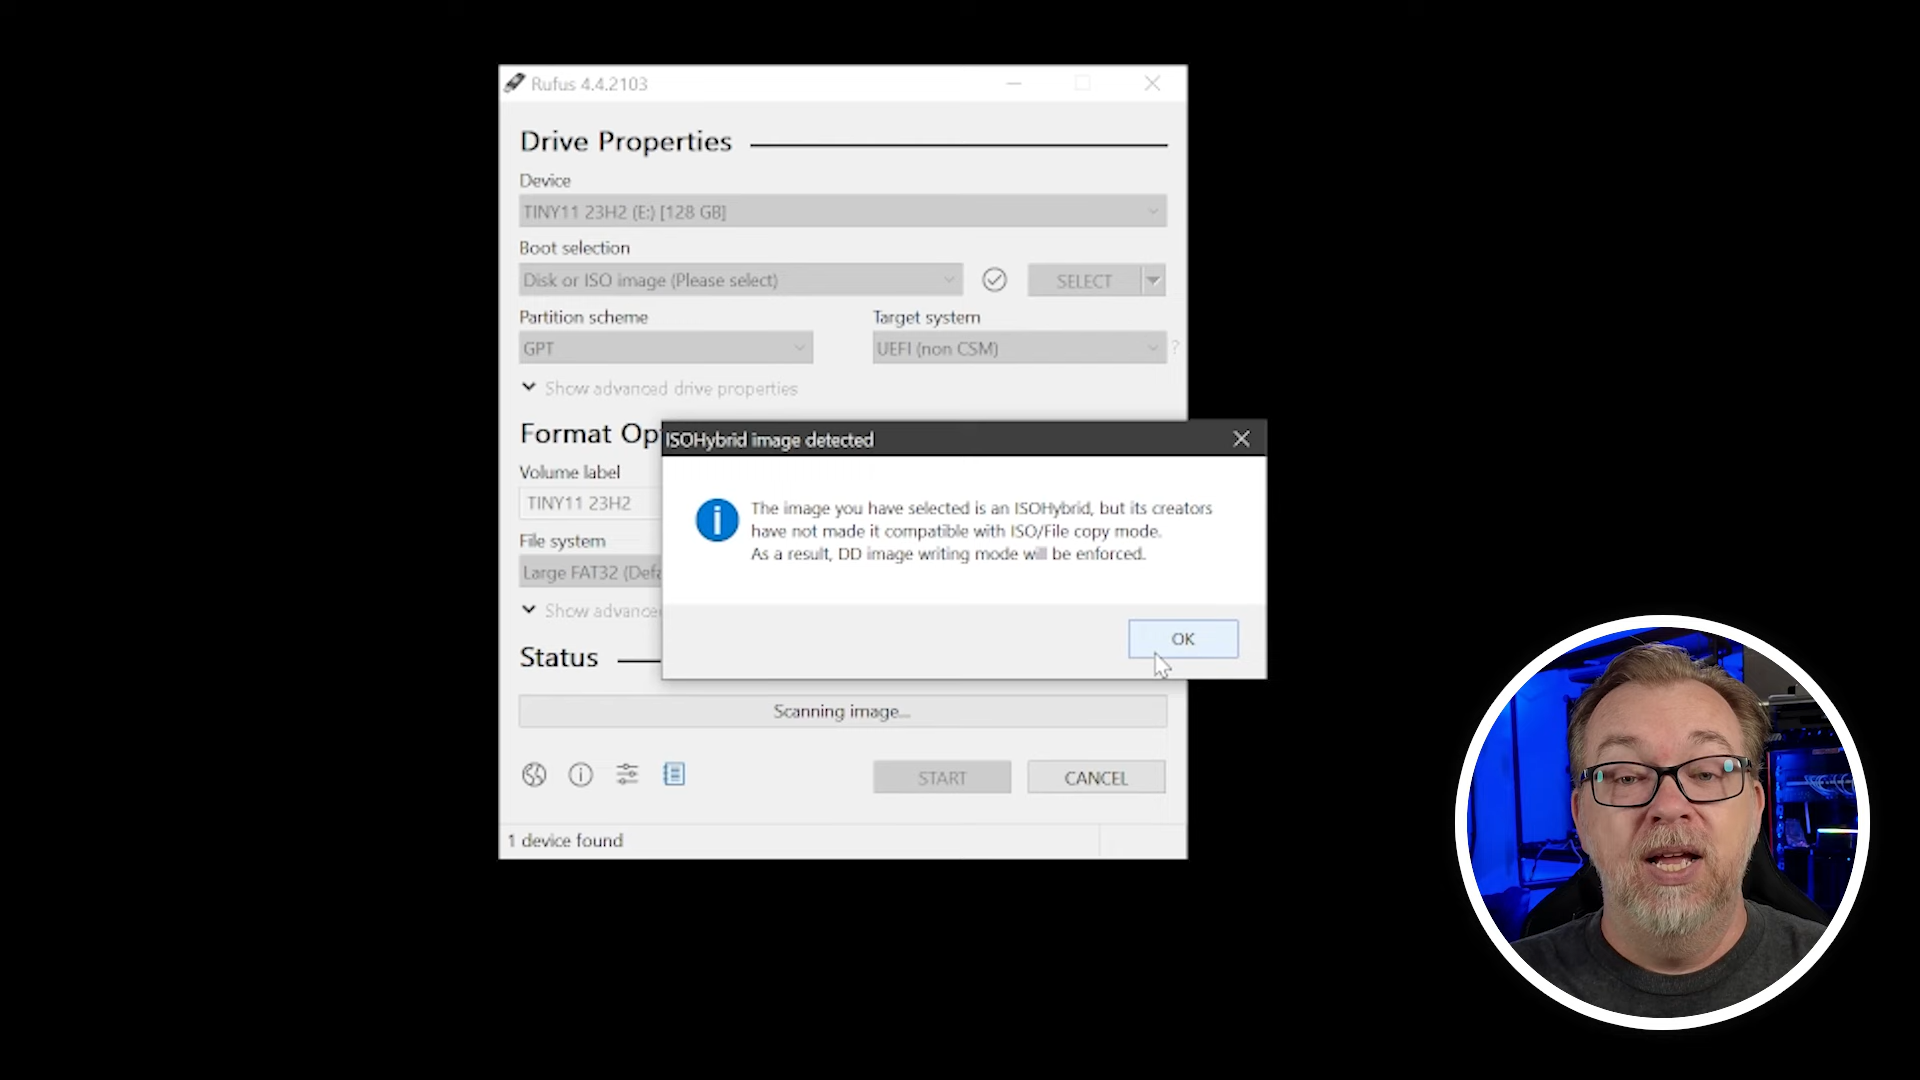 Rufus 4.4.2103
Drive Properties
Device
TINY11 23H2 (E:) [128 GB]
Boot selection
Disk or ISO image (Please select)
SELECT
Partition scheme
Target system
GPT
UEFI (non CSM)
?
Show advanced drive properties
Format Op
ISOHybrid image detected
Volume label
TINY11 23H2
The image you have selected is an ISOHybrid, but its creators
have not made it compatible with ISO/File copy mode.
As a result, DD image writing mode will be enforced.
File system
Large FAT32 (Defa
Show advance
OK
Status
Scanning image...
START
CANCEL
1 device found